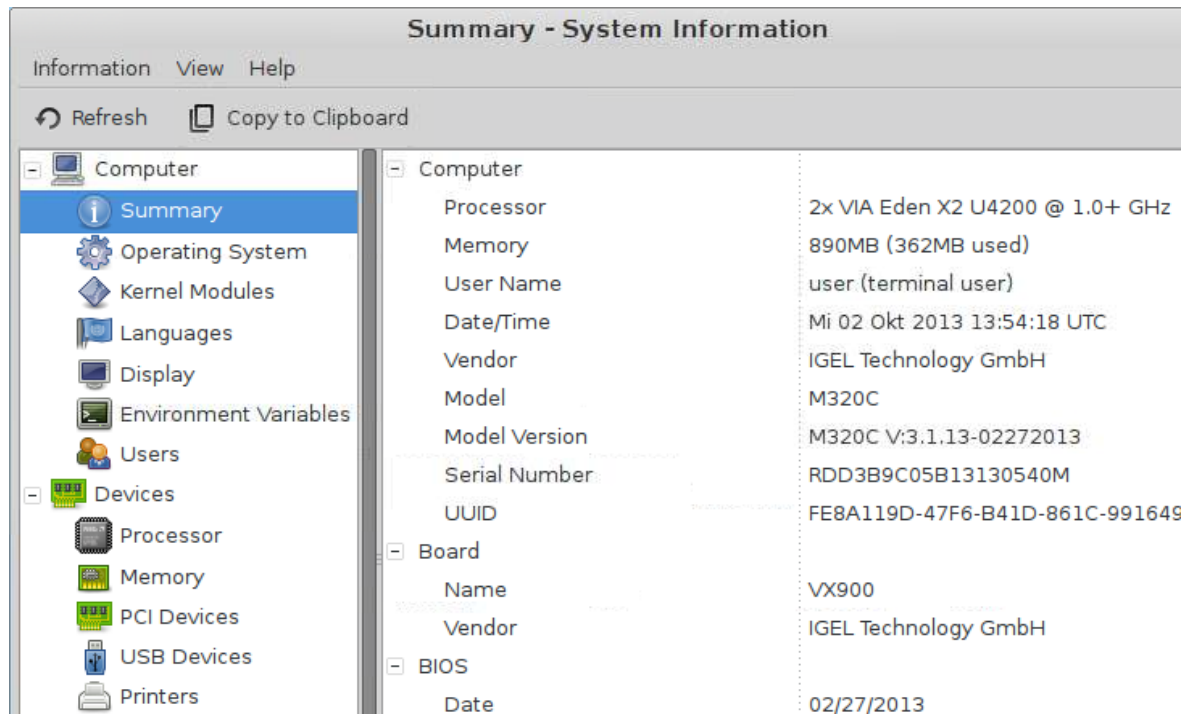 Summary - System Information
Information View Help
Refresh Copy to Clipboard
Computer
Summary
Operating System
Kernel Modules
Languages
Display
Environment Variables
Users
Devices
Processor
Memory
PCI Devices
USB Devices
Printers
Computer
Processor 2x VIA Eden X2 U4200 @ 1.0+ GHz
Memory 890MB (362MB used)
User Name user (terminal user)
Date/Time Mi 02 Okt 2013 13:54:18 UTC
Vendor IGEL Technology GmbH
Model M320C
Model Version M320C V:3.1.13-02272013
Serial Number RDD3B9C05B13130540M
UUID FE8A119D-47F6-B41D-861C-991649
Board
Name VX900
Vendor IGEL Technology GmbH
BIOS
Date 02/27/2013